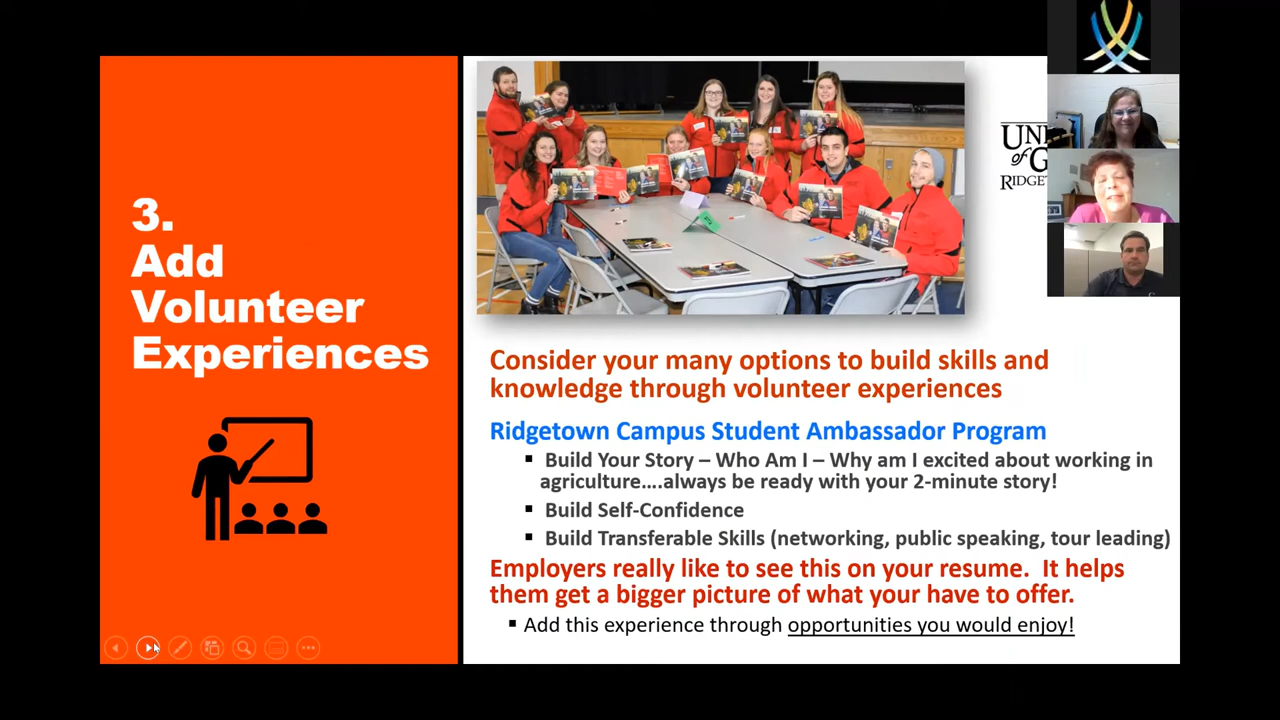 3.
Add
Volunteer
Experiences
UN
of G
RIDGET
Consider your many options to build skills and
knowledge through volunteer experiences
Ridgetown Campus Student Ambassador Program
▪ Build Your Story – Who Am I – Why am I excited about working in
agriculture....always be ready with your 2-minute story!
▪ Build Self-Confidence
▪ Build Transferable Skills (networking, public speaking, tour leading)
Employers really like to see this on your resume. It helps
them get a bigger picture of what your have to offer.
▪ Add this experience through opportunities you would enjoy!